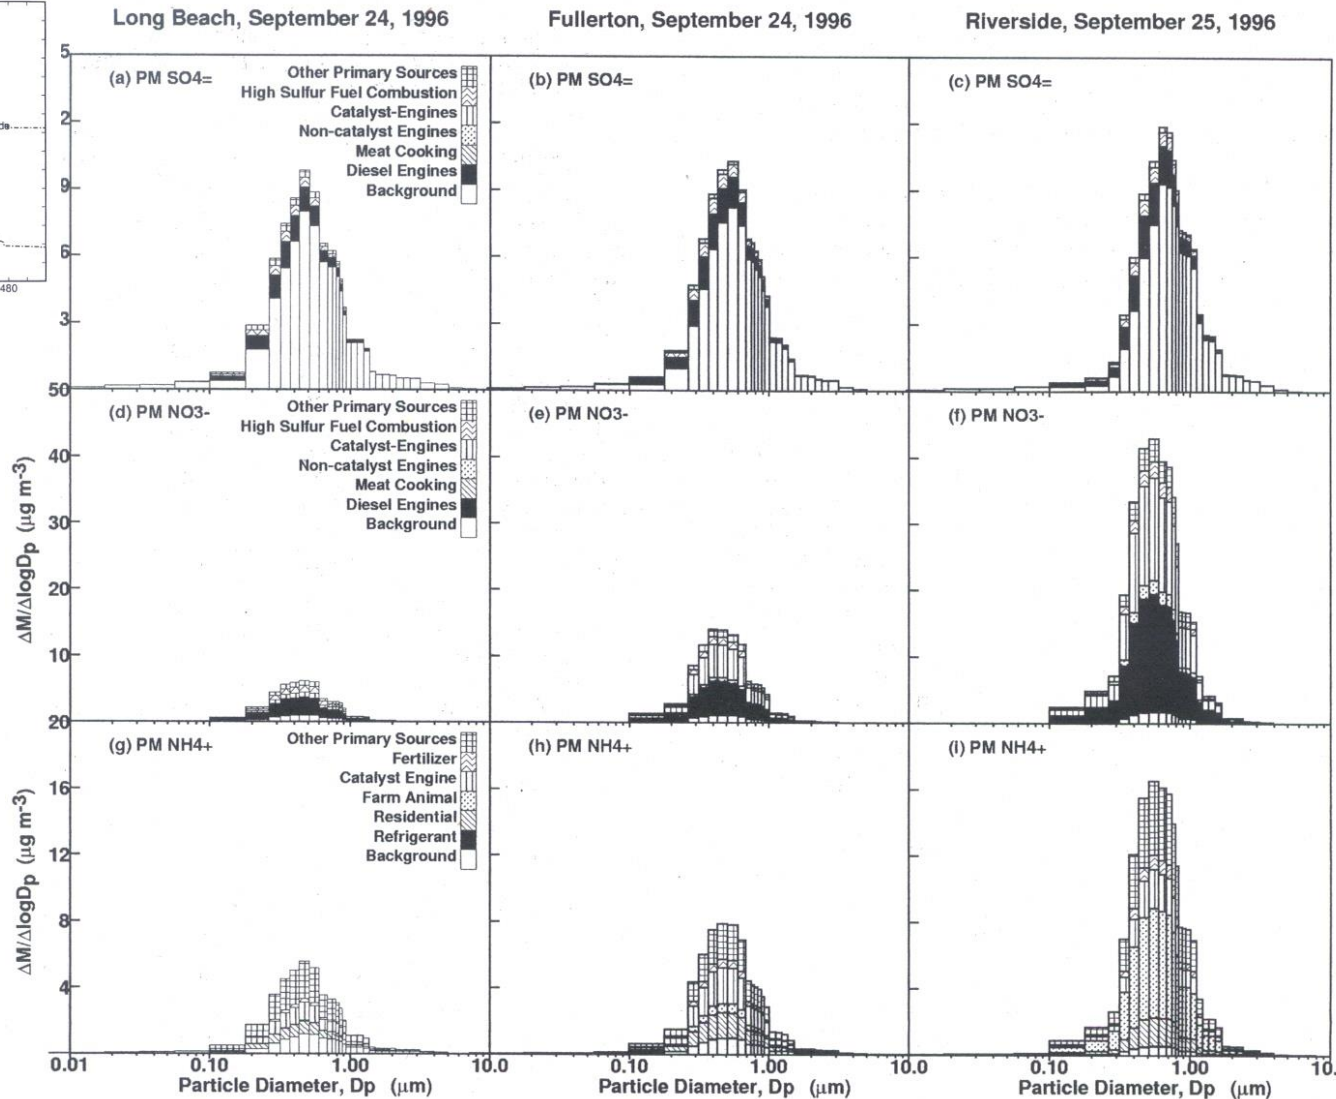 Long Beach, September 24, 1996
Fullerton, September 24, 1996
Riverside, September 25, 1996
5
(a) PM SO4=
Other Primary Sources
High Sulfur Fuel Combustion
Catalyst-Engines
Non-catalyst Engines
Meat Cooking
Diesel Engines
Background
(b) PM SO4=
(c) PM SO4=
2
9
6
3
480
50
(d) PM NO3-
Other Primary Sources
High Sulfur Fuel Combustion
Catalyst-Engines
Non-catalyst Engines
Meat Cooking
Diesel Engines
Background
(e) PM NO3-
(f) PM NO3-
40
30
20
10
ΔM/ΔlogDp (μg m-3)
20
(g) PM NH4+
Other Primary Sources
Fertilizer
Catalyst Engine
Farm Animal
Residential
Refrigerant
Background
(h) PM NH4+
(i) PM NH4+
16
12
8
4
ΔM/ΔlogDp (μg m-3)
0.01 0.10 1.00 10.0 0.10 1.00 10.0 0.10 1.00 10.
Particle Diameter, Dp (μm)
Particle Diameter, Dp (μm)
Particle Diameter, Dp (μm)